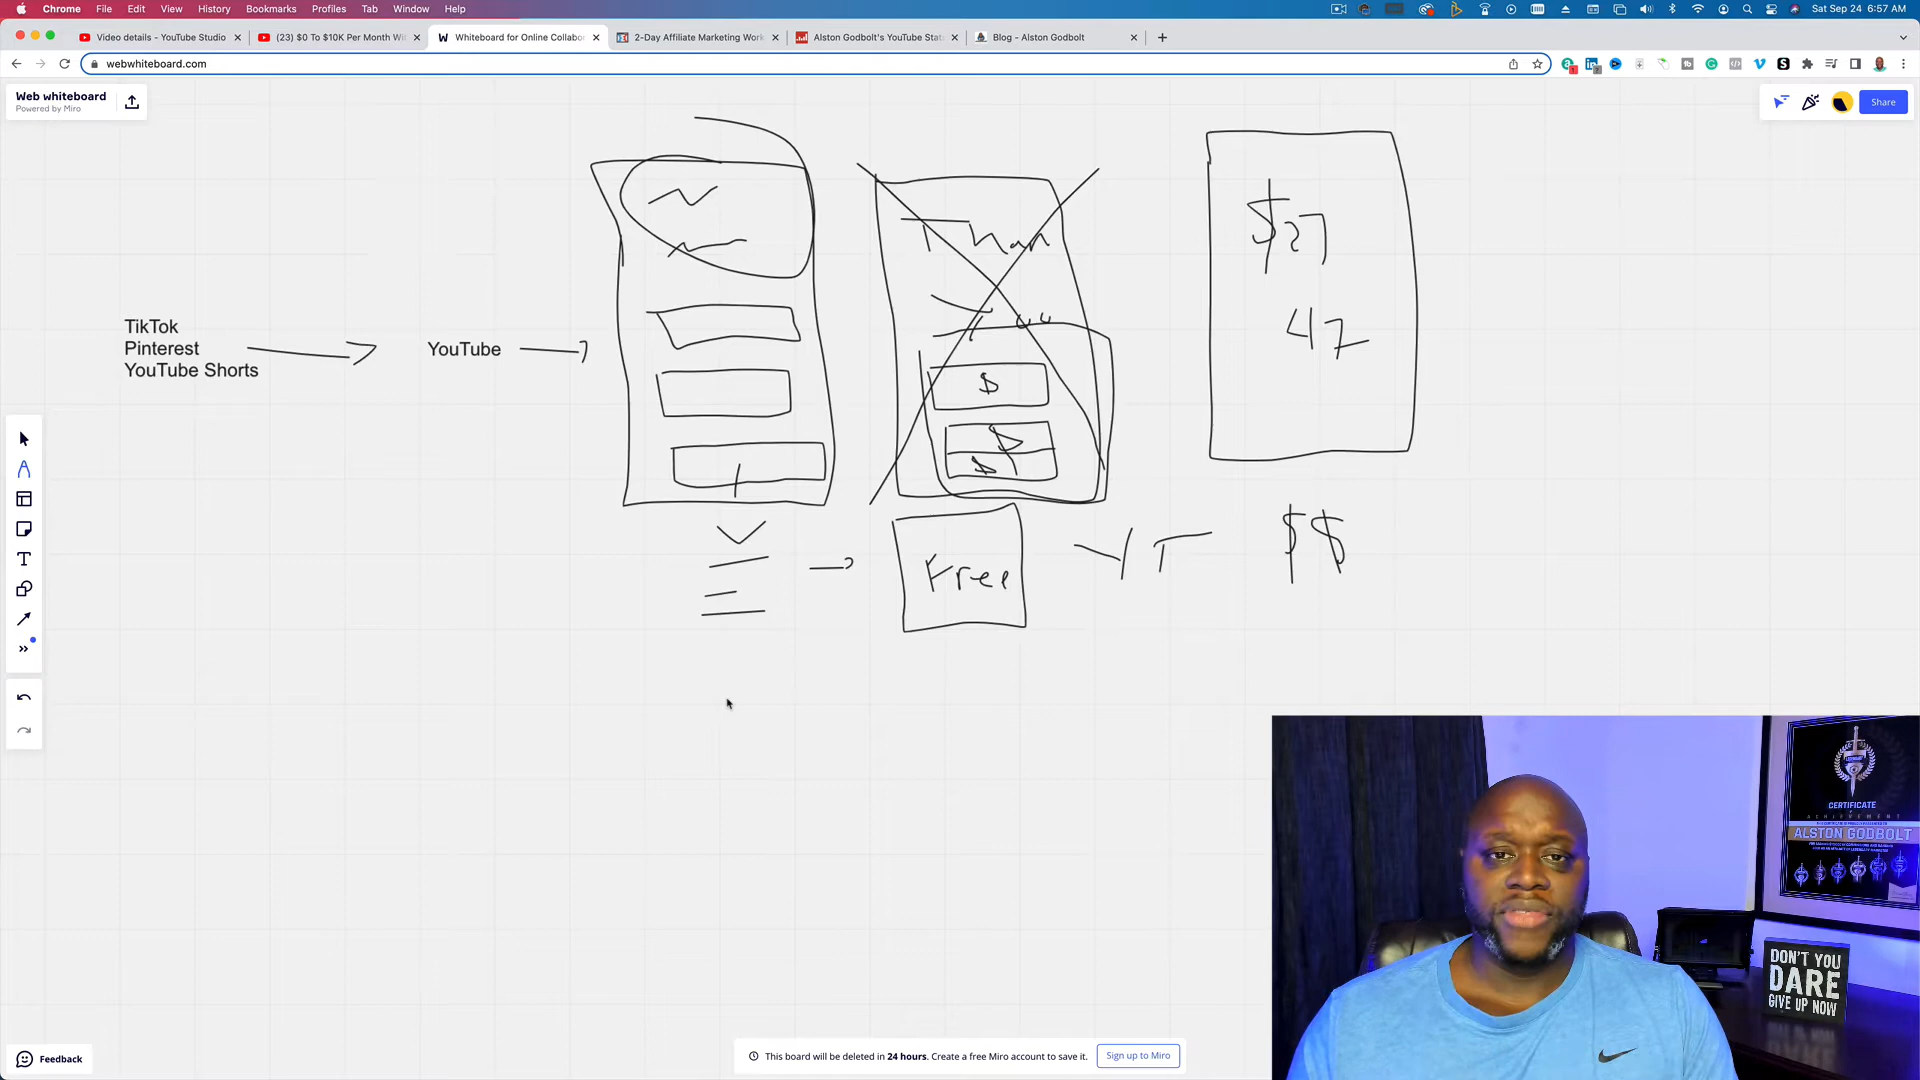 Chrome File Edit View History Bookmarks Profiles Tab Window Help
Sat Sep 24 6:57 AM
Video details - YouTube Studio
(23) $0 To $10K Per Month Wi
Whiteboard for Online Collabor
2-Day Affiliate Marketing Work
Alston Godbolt's YouTube Stat
Blog - Alston Godbolt
webwhiteboard.com
Web whiteboard
Powered by Miro
Share
TikTok
Pinterest
YouTube Shorts
YouTube
Than
$
$
$
$27
47
Free
YT
$$
CERTIFICATE
ACHIEVEMENT
ALSTON GODBOLT
DON'T YOU
DARE
GIVE UP NOW
Feedback
This board will be deleted in 24 hours. Create a free Miro account to save it.
Sign up to Miro